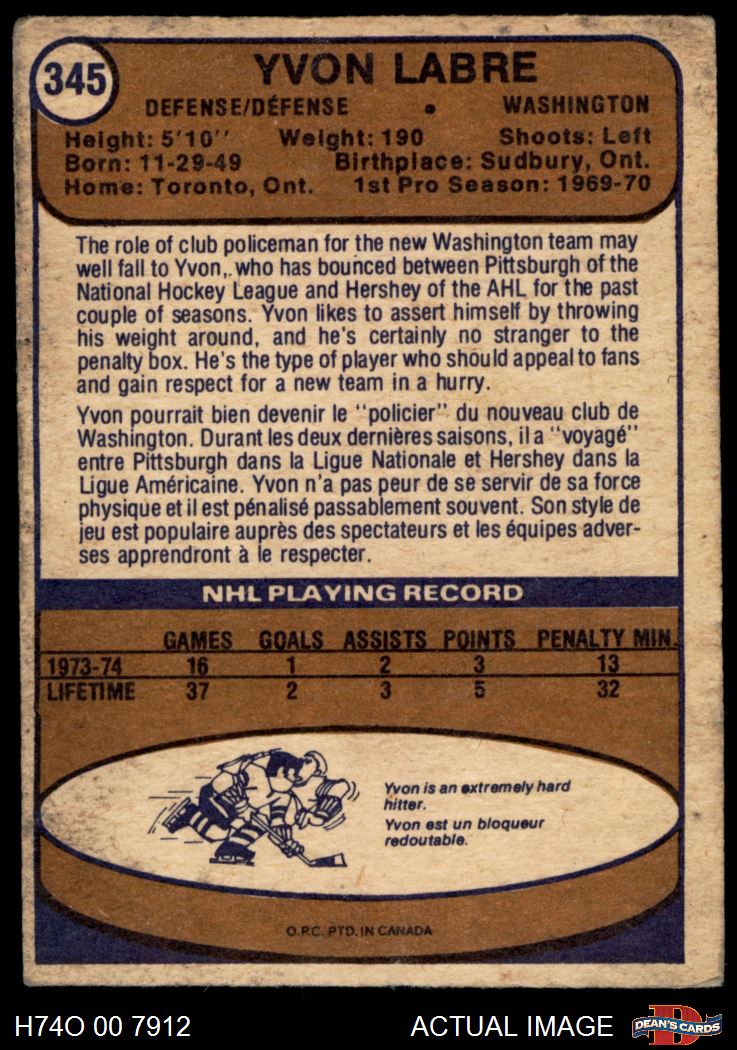 345
YVON LABRE
DEFENSE/DÉFENSE • WASHINGTON
Height: 5'10'' Weight: 190 Shoots: Left
Born: 11-29-49 Birthplace: Sudbury, Ont.
Home: Toronto, Ont. 1st Pro Season: 1969-70
The role of club policeman for the new Washington team may
well fall to Yvon, who has bounced between Pittsburgh of the
National Hockey League and Hershey of the AHL for the past
couple of seasons. Yvon likes to assert himself by throwing
his weight around, and he's certainly no stranger to the
penalty box. He's the type of player who should appeal to fans
and gain respect for a new team in a hurry.
Yvon pourrait bien devenir le "policier" du nouveau club de
Washington. Durant les deux dernières saisons, il a "voyagé"
entre Pittsburgh dans la Ligue Nationale et Hershey dans la
Ligue Américaine. Yvon n'a pas peur de se servir de sa force
physique et il est pénalisé passablement souvent. Son style de
jeu est populaire auprès des spectateurs et les équipes adver-
ses apprendront à le respecter.
NHL PLAYING RECORD
GAMES GOALS ASSISTS POINTS PENALTY MIN.
1973-74 16 1 2 3 13
LIFETIME 37 2 3 5 32
Yvon is an extremely hard
hitter.
Yvon est un bloqueur
redoutable.
O.P.C. PTD. IN CANADA
H74O 00 7912 ACTUAL IMAGE
D
DEAN'S CARDS